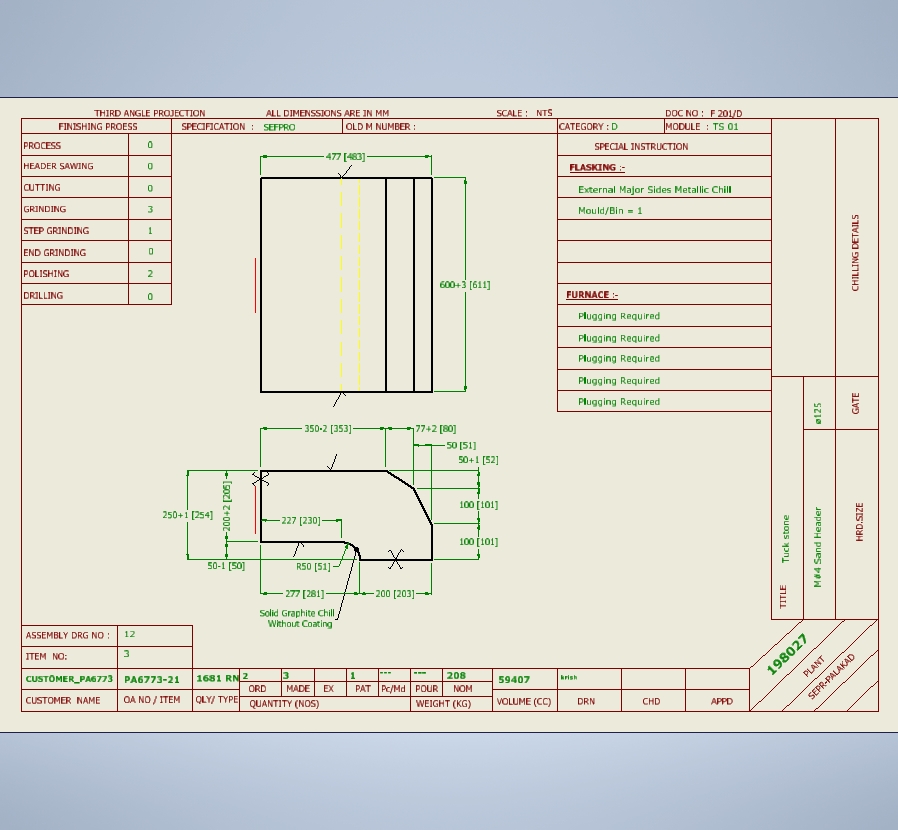 THIRD ANGLE PROJECTION ALL DIMENSSIONS ARE IN MM SCALE : NTS DOC NO : F 201/D
FINISHING PROESS SPECIFICATION : SEFPRO OLD M NUMBER : CATEGORY : D MODULE : TS 01
PROCESS 0
HEADER SAWING 0
CUTTING 0
GRINDING 3
STEP GRINDING 1
END GRINDING 0
POLISHING 2
DRILLING 0
477 [483]
600+3 [611]
SPECIAL INSTRUCTION
FLASKING :-
External Major Sides Metallic Chill
Mould/Bin = 1
FURNACE :-
Plugging Required
Plugging Required
Plugging Required
Plugging Required
Plugging Required
CHILLING DETAILS
GATE
ø125
HRD.SIZE
M#4 Sand Header
TITLE Tuck stone
350-2 [353] 77+2 [80]
50 [51]
50+1 [52]
250+1 [254] 200+2 [205] 100 [101]
227 [230]
100 [101]
50-1 [50] R50 [51]
277 [281] 200 [203]
Solid Graphite Chill
Without Coating
ASSEMBLY DRG NO : 12
ITEM NO: 3
CUSTOMER_PA6773 PA6773-21 1681 RN 2 3 1 --- --- 208 59407 krish
ORD MADE EX PAT Pc/Md POUR NOM
CUSTOMER NAME OA NO / ITEM QLY/ TYPE QUANTITY (NOS) WEIGHT (KG) VOLUME (CC) DRN CHD APPD
198027
PLANT
SEPR-PALAKAD